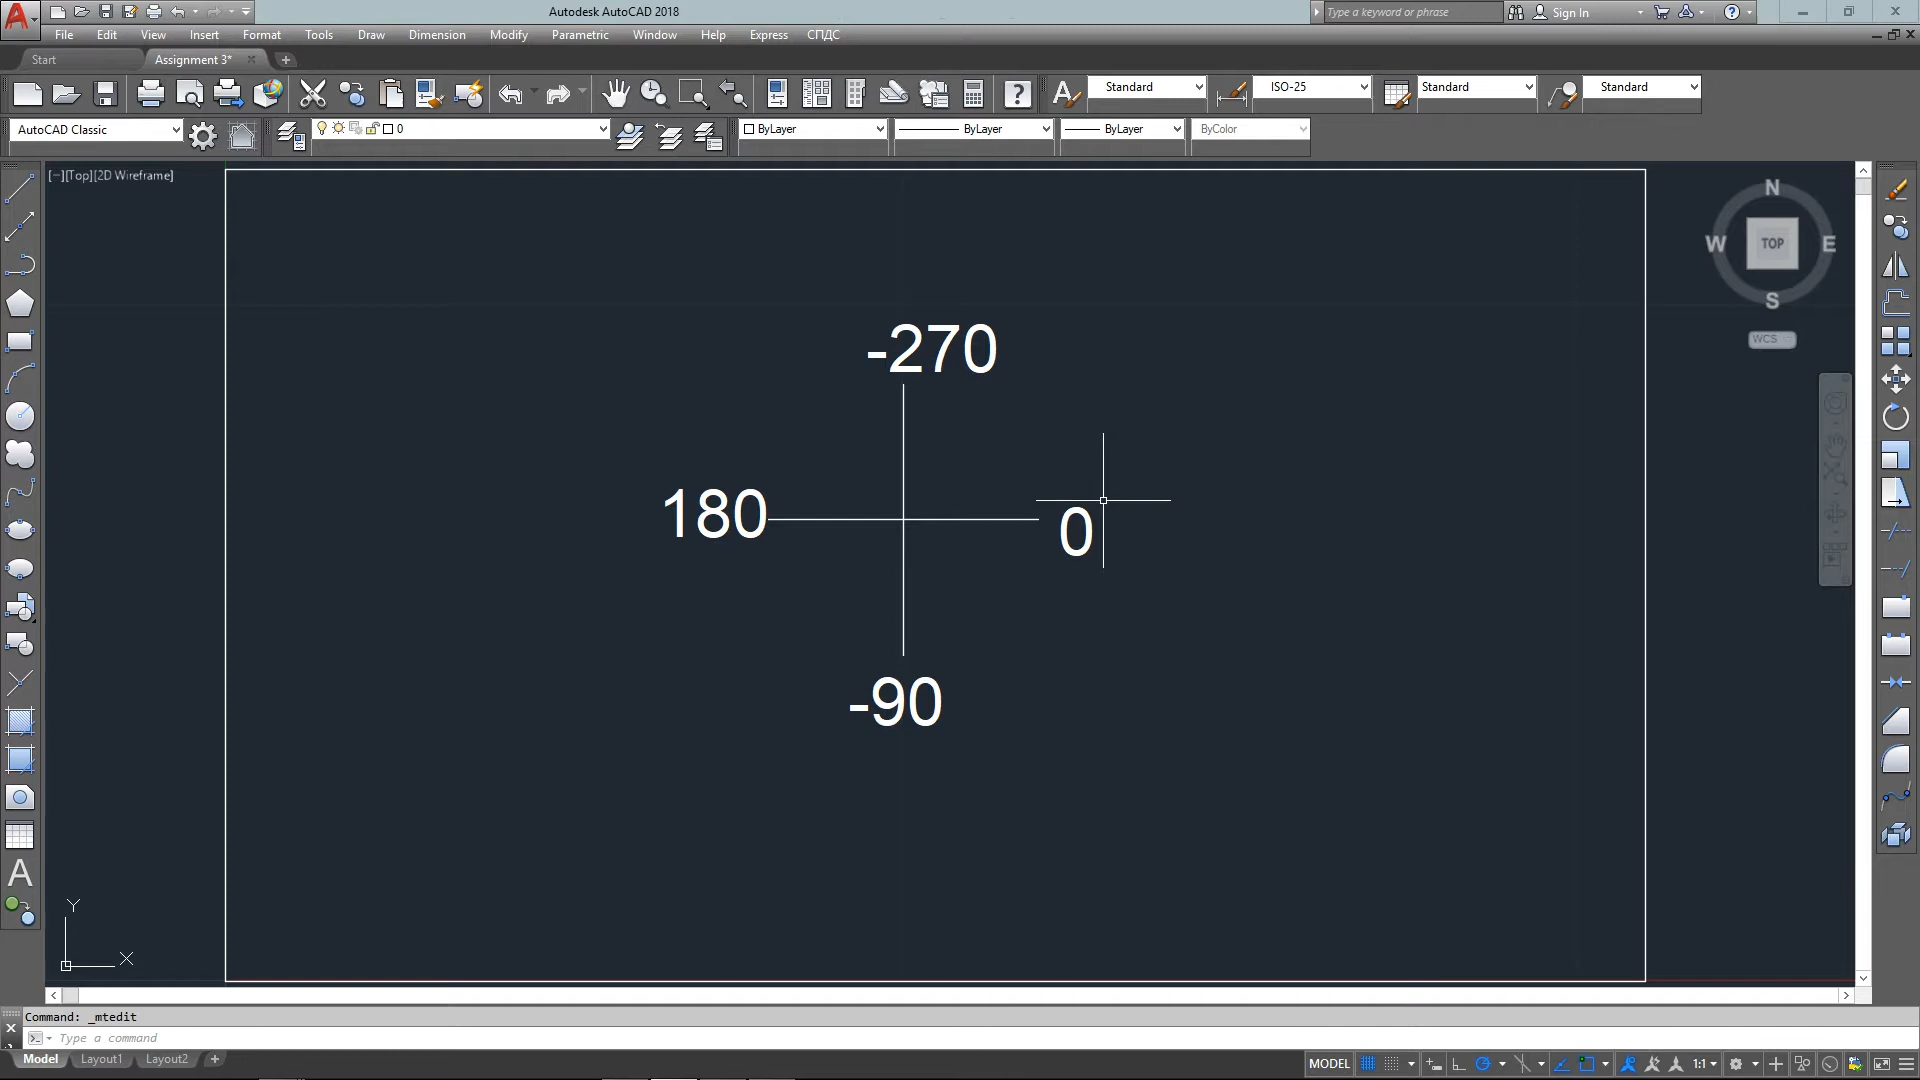 Autodesk AutoCAD 2018
Type a keyword or phrase
Sign In
File Edit View Insert Format Tools Draw Dimension Modify Parametric Window Help Express СПДС
Start
Assignment 3*
Standard
ISO-25
Standard
Standard
AutoCAD Classic
0
ByLayer
ByLayer
ByLayer
ByColor
[−][Top][2D Wireframe]
N
W
TOP
E
S
WCS
-270
180
0
-90
Y
X
Command: _mtedit
Type a command
Model
Layout1
Layout2
MODEL
1:1